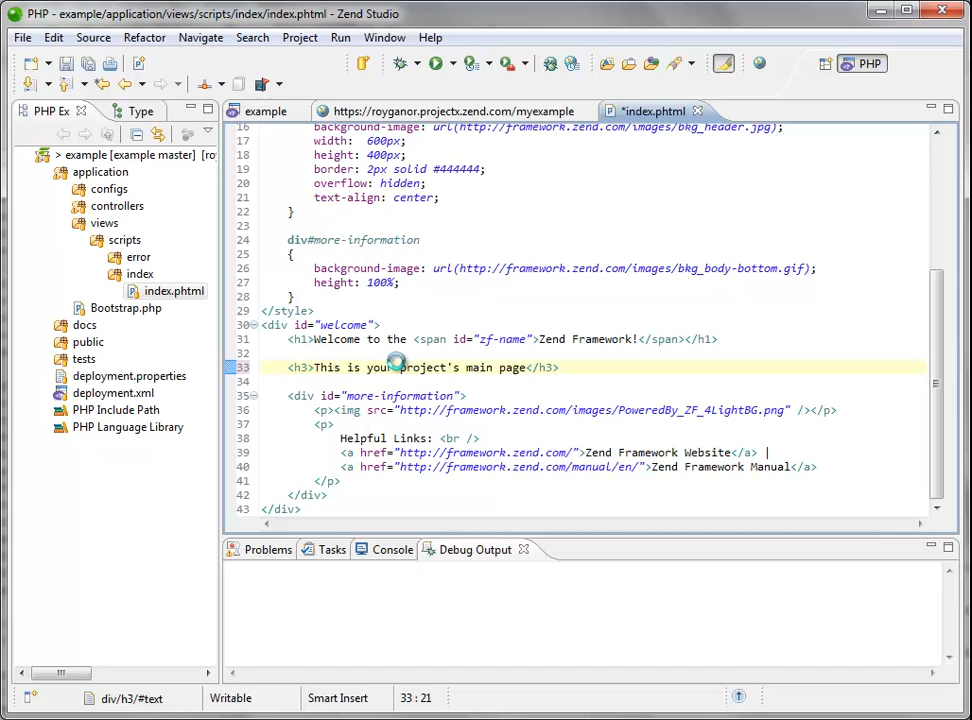 PHP - example/application/views/scripts/index/index.phtml - Zend Studio
File Edit Source Refactor Navigate Search Project Run Window Help
PHP
PHP Ex Type
example https://royganor.projectx.zend.com/myexample *index.phtml
> example [example master] [ro
application
configs
controllers
views
scripts
error
index
index.phtml
Bootstrap.php
docs
public
tests
deployment.properties
deployment.xml
PHP Include Path
PHP Language Library
16 background-image: url(http://framework.zend.com/images/bkg_header.jpg);
17 width: 600px;
18 height: 400px;
19 border: 2px solid #444444;
20 overflow: hidden;
21 text-align: center;
22 }
23
24 div#more-information
25 {
26 background-image: url(http://framework.zend.com/images/bkg_body-bottom.gif);
27 height: 100%;
28 }
29 </style>
30 <div id="welcome">
31 <h1>Welcome to the <span id="zf-name">Zend Framework!</span></h1>
32
33 <h3>This is your project's main page</h3>
34
35 <div id="more-information">
36 <p><img src="http://framework.zend.com/images/PoweredBy_ZF_4LightBG.png" /></p>
37 <p>
38 Helpful Links: <br />
39 <a href="http://framework.zend.com/">Zend Framework Website</a> |
40 <a href="http://framework.zend.com/manual/en/">Zend Framework Manual</a>
41 </p>
42 </div>
43 </div>
Problems Tasks Console Debug Output
div/h3/#text Writable Smart Insert 33 : 21